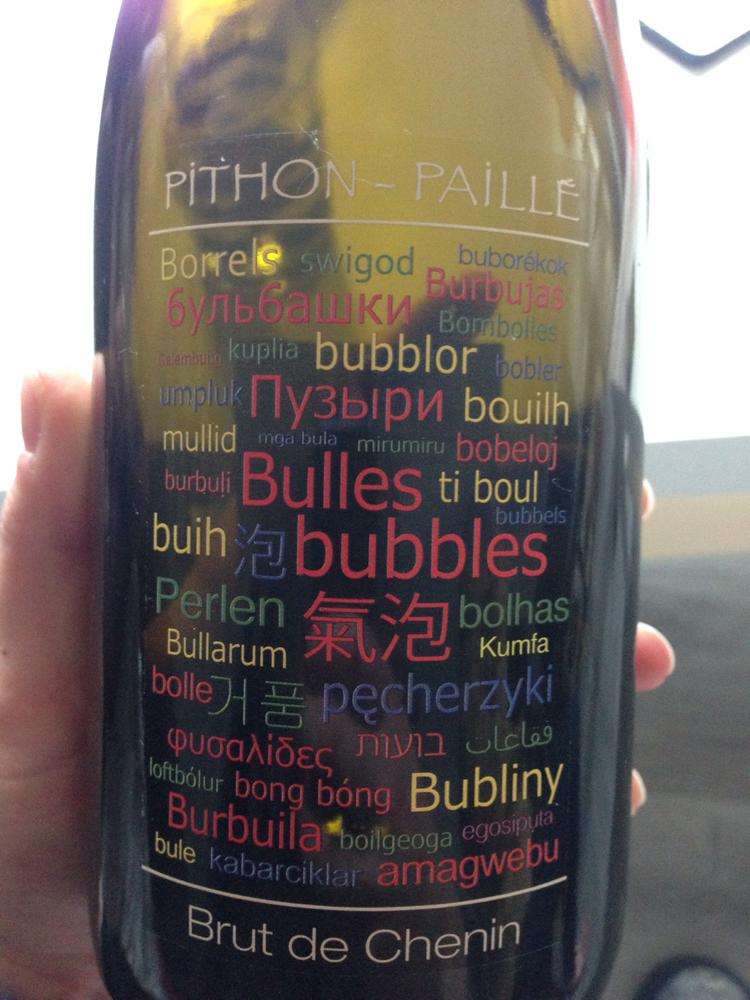 PiTHON - PAiLLÉ
Borrels swigod buborékok
бульбашки Burbujas
Bombolles
kuplia bubblor bobler
umpluk Пузыри bouilh
mullid mga bula mirumiru bobeloj
burbuļi Bulles ti boul
bubbels
buih 泡 bubbles
Perlen 氣泡 bolhas
Bullarum Kumfa
bolle 거품 pęcherzyki
φυσαλίδες בועות فقاعات
loftbólur bong bóng Bubliny
Burbuila boilgeoga egosiputa
bule kabarciklar amagwebu
Brut de Chenin